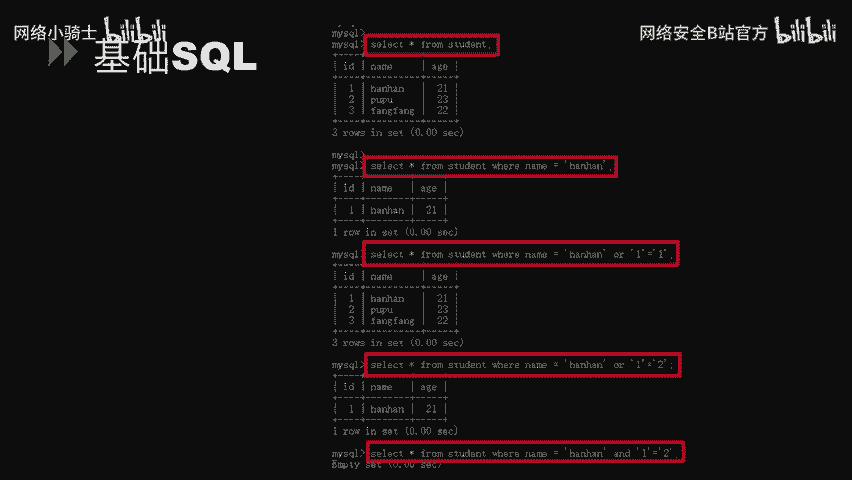 网络小骑士 bilibili
网络安全B站官方 bilibili
基础SQL
mysql>
mysql> select * from student;
+----+----------+-----+
| id | name | age |
+----+----------+-----+
| 1 | hanhan | 21 |
| 2 | pupu | 23 |
| 3 | fangfang | 22 |
+----+----------+-----+
3 rows in set (0.00 sec)
mysql>
mysql> select * from student where name = 'hanhan';
+----+--------+-----+
| id | name | age |
+----+--------+-----+
| 1 | hanhan | 21 |
+----+--------+-----+
1 row in set (0.00 sec)
mysql> select * from student where name = 'hanhan' or '1'='1';
+----+----------+-----+
| id | name | age |
+----+----------+-----+
| 1 | hanhan | 21 |
| 2 | pupu | 23 |
| 3 | fangfang | 22 |
+----+----------+-----+
3 rows in set (0.00 sec)
mysql> select * from student where name = 'hanhan' or '1'='2';
+----+--------+-----+
| id | name | age |
+----+--------+-----+
| 1 | hanhan | 21 |
+----+--------+-----+
1 row in set (0.00 sec)
mysql> select * from student where name = 'hanhan' and '1'='2';
Empty set (0.00 sec)